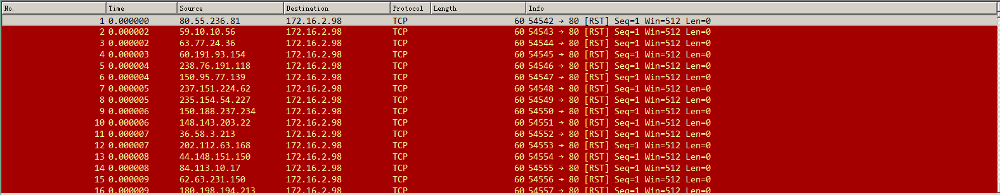 No. Time Source Destination Protocol Length Info
1 0.000000 80.55.236.81 172.16.2.98 TCP 60 54542 → 80 [RST] Seq=1 Win=512 Len=0
2 0.000002 59.10.10.56 172.16.2.98 TCP 60 54543 → 80 [RST] Seq=1 Win=512 Len=0
3 0.000002 63.77.24.36 172.16.2.98 TCP 60 54544 → 80 [RST] Seq=1 Win=512 Len=0
4 0.000003 60.191.93.154 172.16.2.98 TCP 60 54545 → 80 [RST] Seq=1 Win=512 Len=0
5 0.000004 238.76.191.118 172.16.2.98 TCP 60 54546 → 80 [RST] Seq=1 Win=512 Len=0
6 0.000004 150.95.77.139 172.16.2.98 TCP 60 54547 → 80 [RST] Seq=1 Win=512 Len=0
7 0.000005 237.151.224.62 172.16.2.98 TCP 60 54548 → 80 [RST] Seq=1 Win=512 Len=0
8 0.000005 235.154.54.227 172.16.2.98 TCP 60 54549 → 80 [RST] Seq=1 Win=512 Len=0
9 0.000006 150.188.237.234 172.16.2.98 TCP 60 54550 → 80 [RST] Seq=1 Win=512 Len=0
10 0.000006 148.143.203.22 172.16.2.98 TCP 60 54551 → 80 [RST] Seq=1 Win=512 Len=0
11 0.000007 36.58.3.213 172.16.2.98 TCP 60 54552 → 80 [RST] Seq=1 Win=512 Len=0
12 0.000007 202.112.63.168 172.16.2.98 TCP 60 54553 → 80 [RST] Seq=1 Win=512 Len=0
13 0.000008 44.148.151.150 172.16.2.98 TCP 60 54554 → 80 [RST] Seq=1 Win=512 Len=0
14 0.000008 84.113.10.17 172.16.2.98 TCP 60 54555 → 80 [RST] Seq=1 Win=512 Len=0
15 0.000009 62.63.231.150 172.16.2.98 TCP 60 54556 → 80 [RST] Seq=1 Win=512 Len=0
16 0.000009 180.198.194.213 172.16.2.98 TCP 60 54557 → 80 [RST] Seq=1 Win=512 Len=0